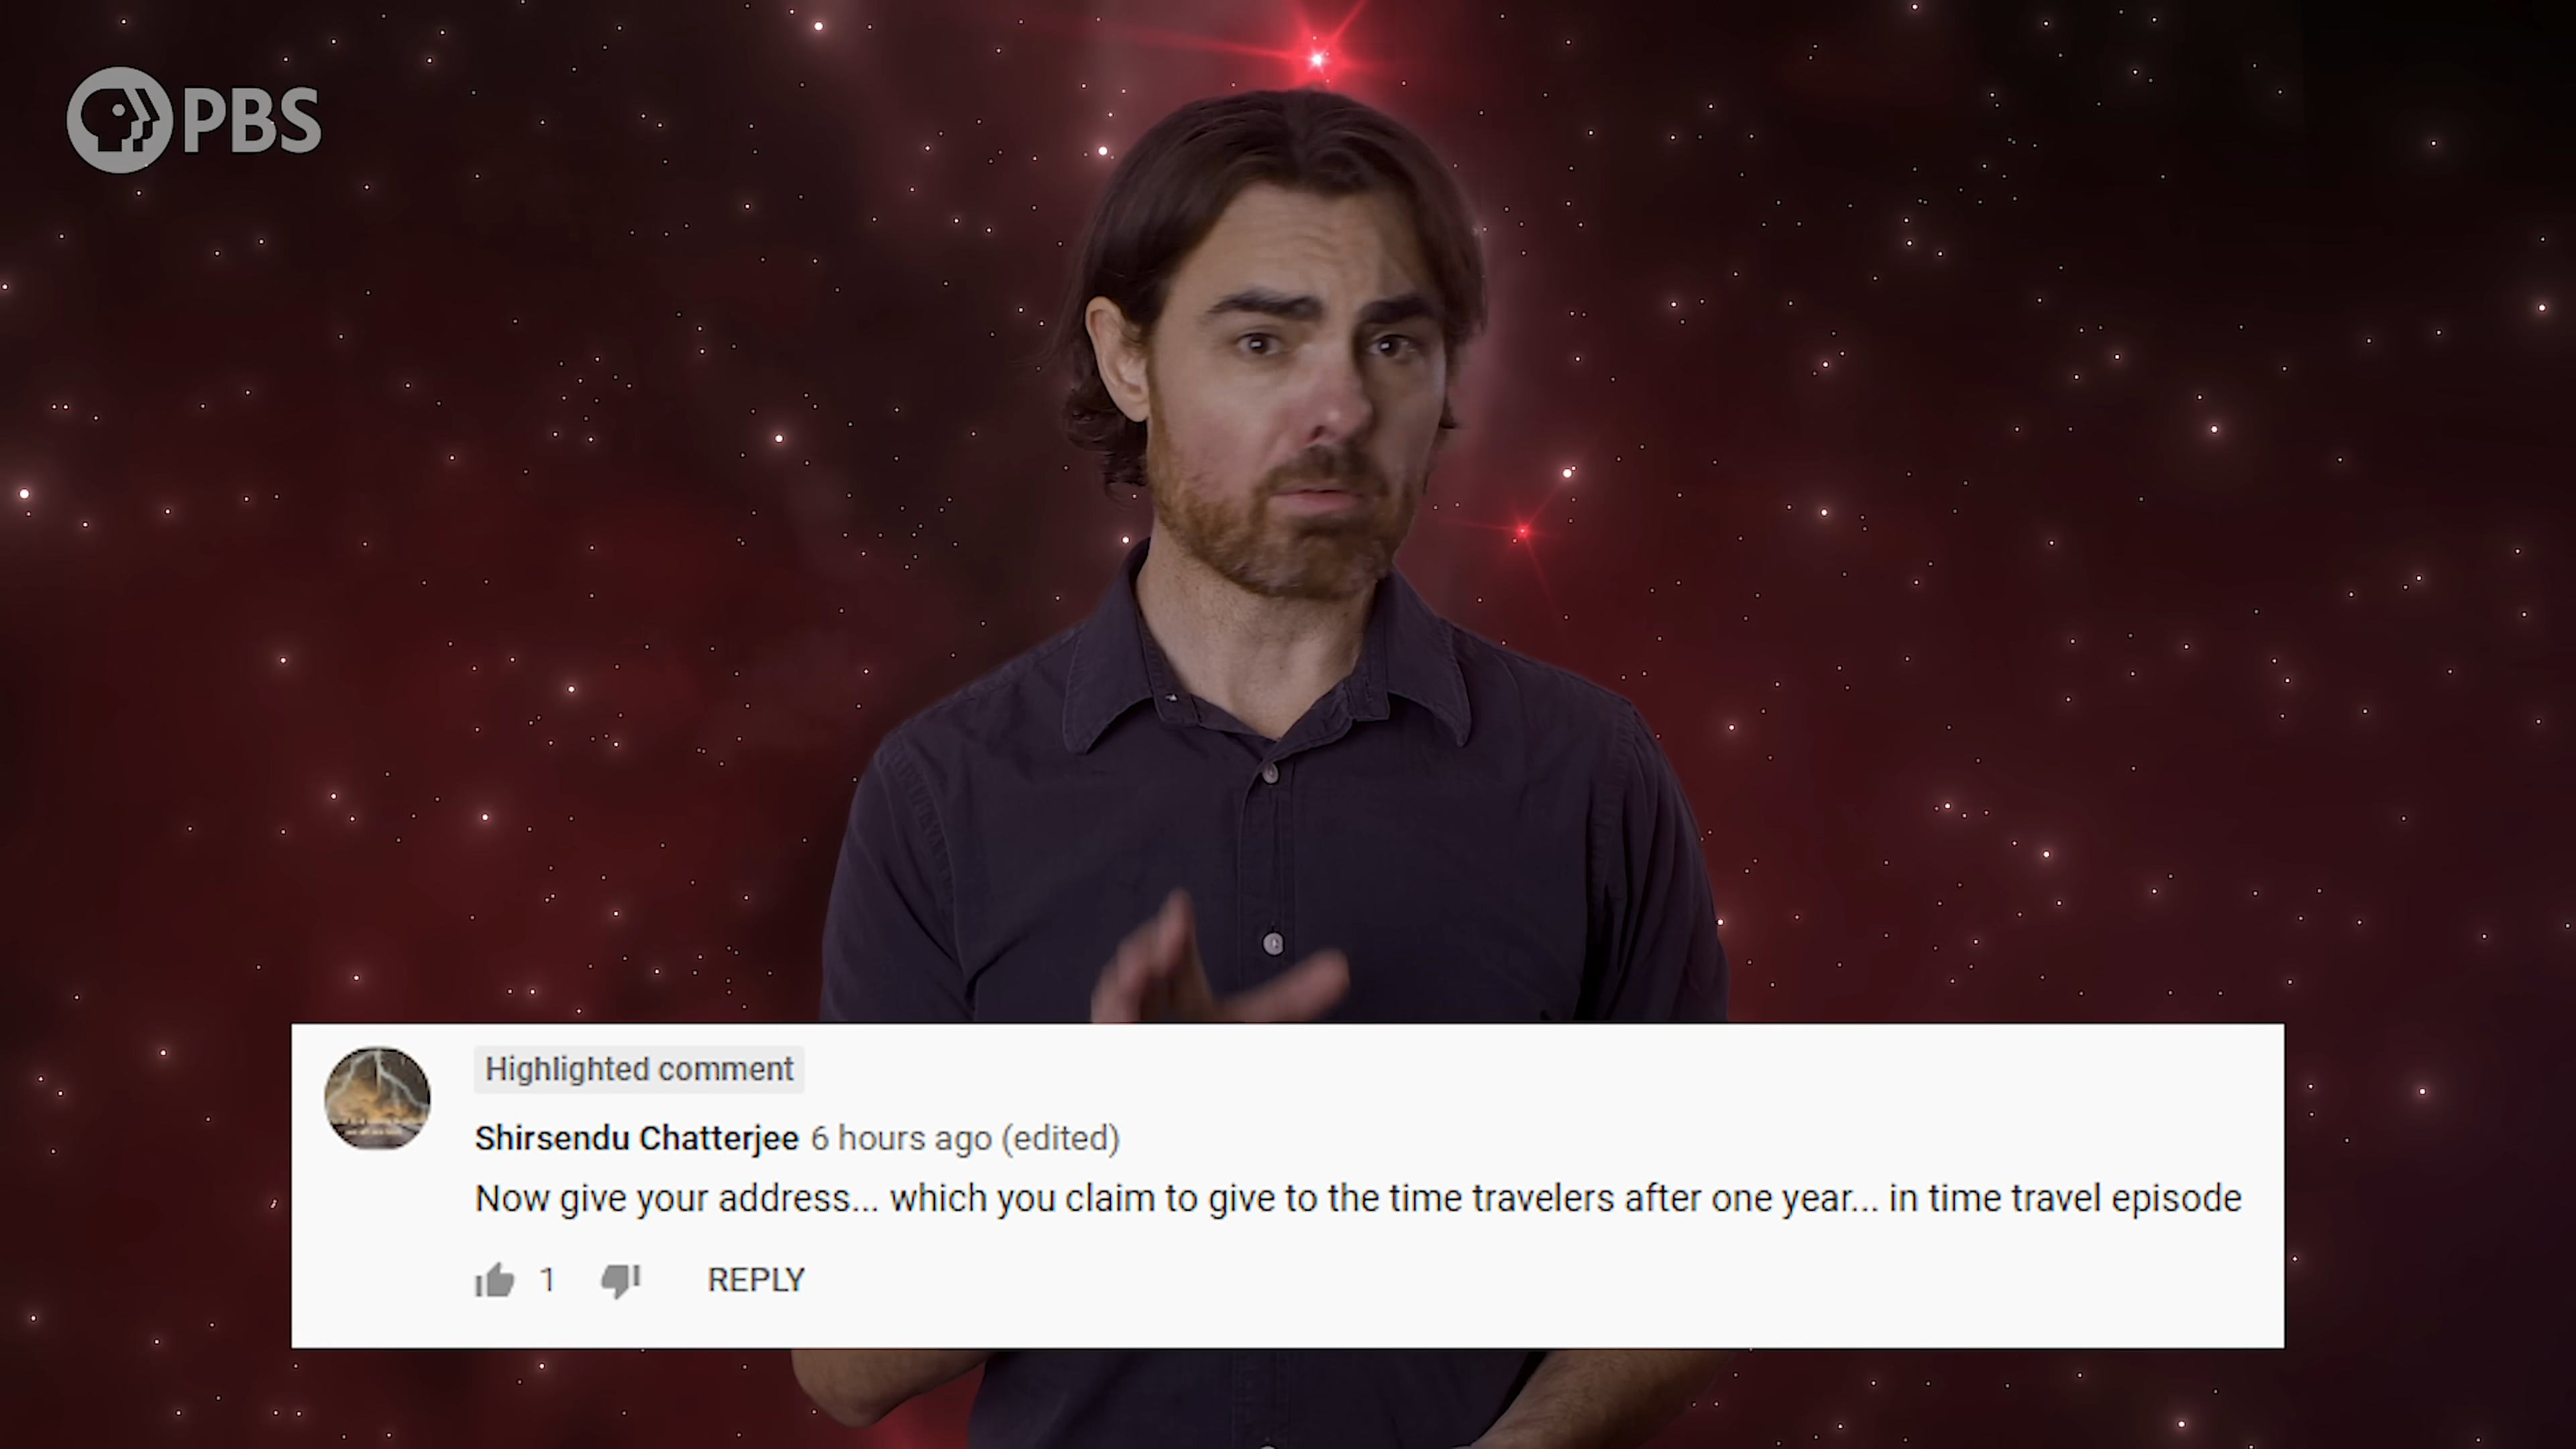 PBS
Highlighted comment
Shirsendu Chatterjee 6 hours ago (edited)
Now give your address... which you claim to give to the time travelers after one year... in time travel episode
1 REPLY